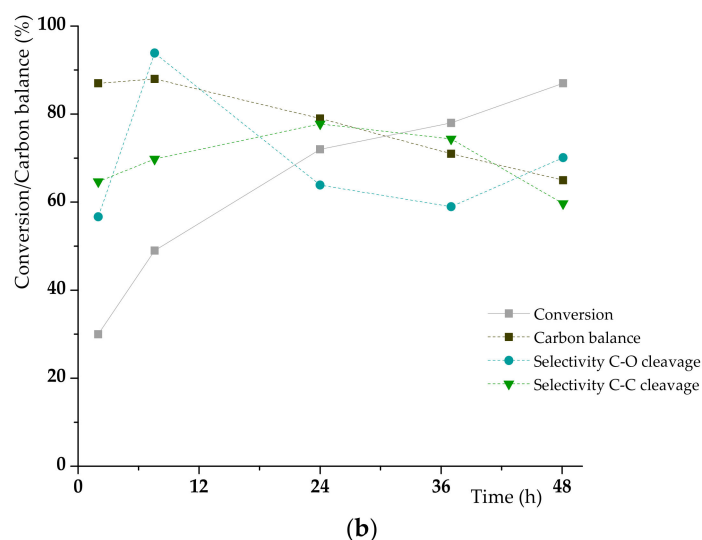 Conversion/Carbon balance (%)
100
80
60
40
20
0
0 12 24 36 48
Time (h)
Conversion
Carbon balance
Selectivity C-O cleavage
Selectivity C-C cleavage
(b)